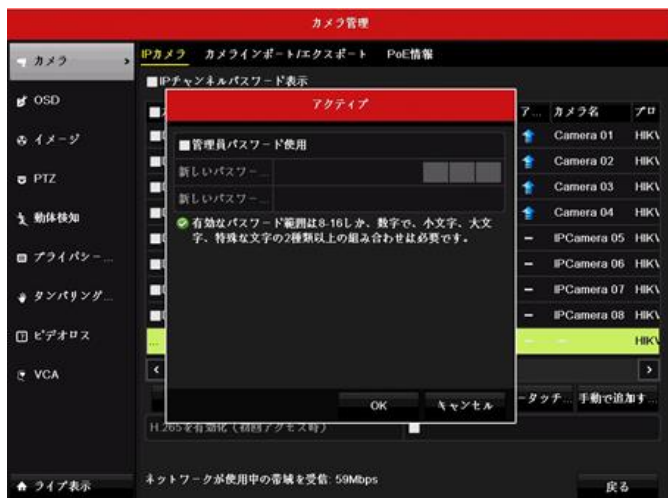 カメラ管理
カメラ
OSD
イメージ
PTZ
動体検知
プライバシー...
タンパリング...
ビデオロス
VCA
ライブ表示
IPカメラ カメラインポート/エクスポート PoE情報
IPチャンネルパスワード表示
ア... カメラ名 プロ
Camera 01 HIKV
Camera 02 HIKV
Camera 03 HIKV
Camera 04 HIKV
IPCamera 05 HIKV
IPCamera 06 HIKV
IPCamera 07 HIKV
IPCamera 08 HIKV
HIKV
アクティブ
管理員パスワード使用
新しいパスワー...
新しいパスワー...
有効なパスワード範囲は8-16しか、数字で、小文字、大文
字、特殊な文字の2種類以上の組み合わせは必要です。
OK キャンセル
ータッチ... 手動で追加す...
H.265を有効化(初回アクセス時)
ネットワークが使用中の帯域を受信: 59Mbps
戻る